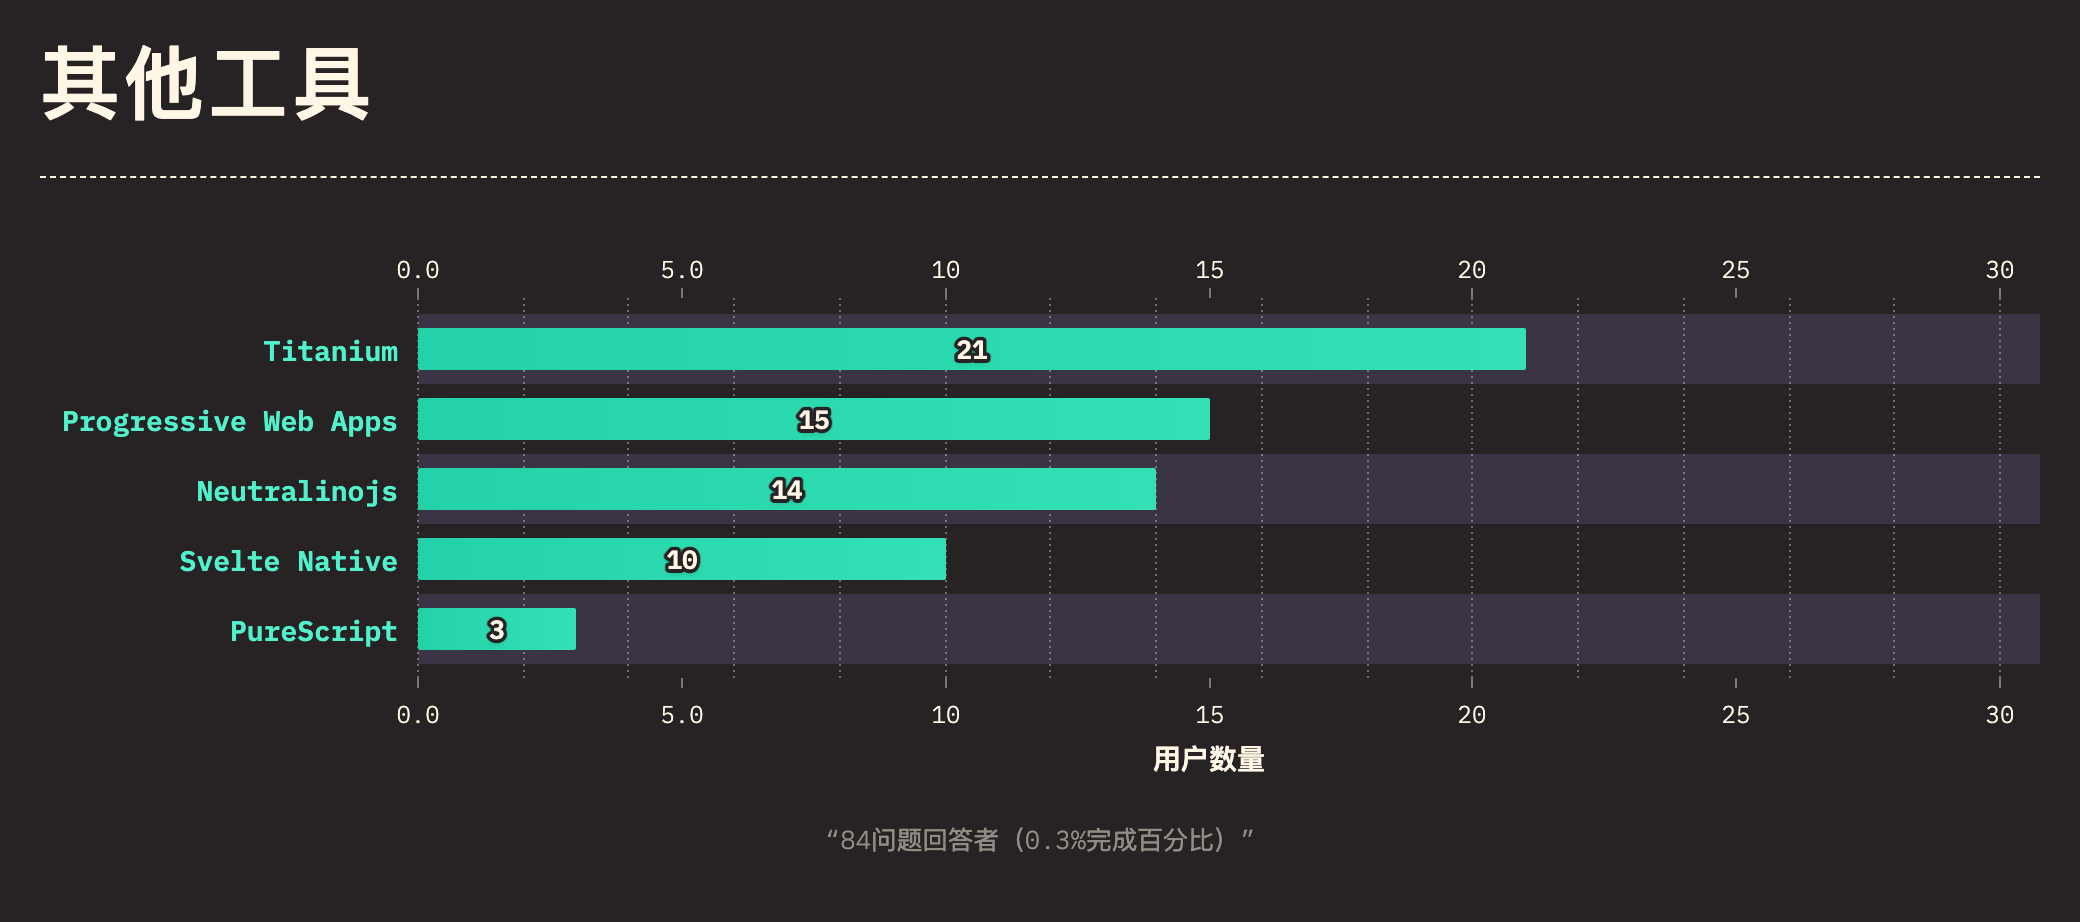 其他工具
0.0 5.0 10 15 20 25 30
Titanium 21
Progressive Web Apps 15
Neutralinojs 14
Svelte Native 10
PureScript 3
0.0 5.0 10 15 20 25 30
用户数量
“84问题回答者（0.3%完成百分比）”